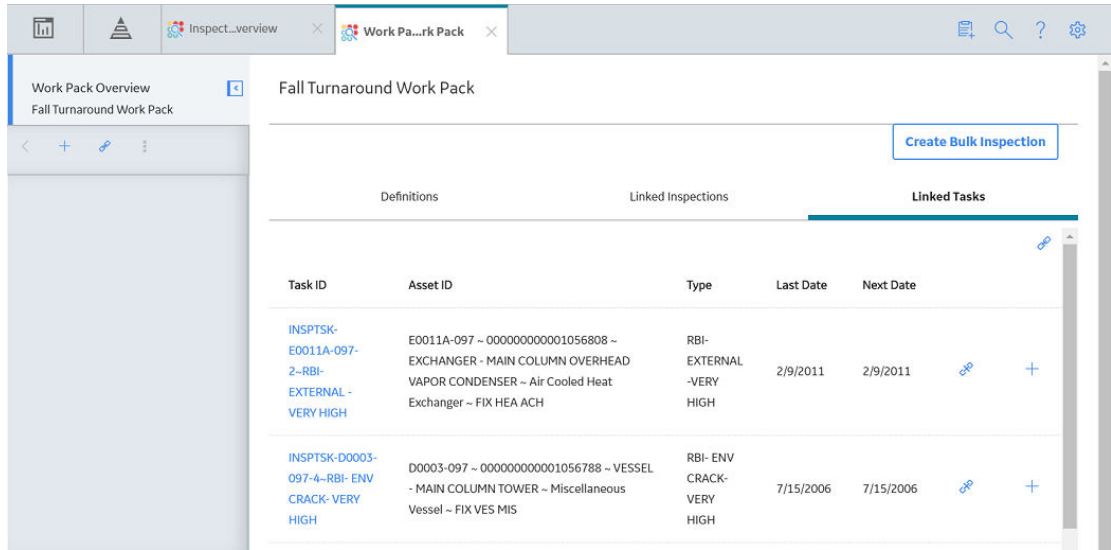 Inspect...verview
Work Pa...rk Pack
Work Pack Overview
Fall Turnaround Work Pack
Fall Turnaround Work Pack
Create Bulk Inspection
Definitions
Linked Inspections
Linked Tasks
Task ID
Asset ID
Type
Last Date
Next Date
INSPTSK-
E0011A-097-
2~RBI-
EXTERNAL -
VERY HIGH
E0011A-097 ~ 000000000001056808 ~
EXCHANGER - MAIN COLUMN OVERHEAD
VAPOR CONDENSER ~ Air Cooled Heat
Exchanger ~ FIX HEA ACH
RBI-
EXTERNAL
-VERY
HIGH
2/9/2011
2/9/2011
INSPTSK-D0003-
097-4~RBI- ENV
CRACK- VERY
HIGH
D0003-097 ~ 000000000001056788 ~ VESSEL
- MAIN COLUMN TOWER ~ Miscellaneous
Vessel ~ FIX VES MIS
RBI- ENV
CRACK-
VERY
HIGH
7/15/2006
7/15/2006